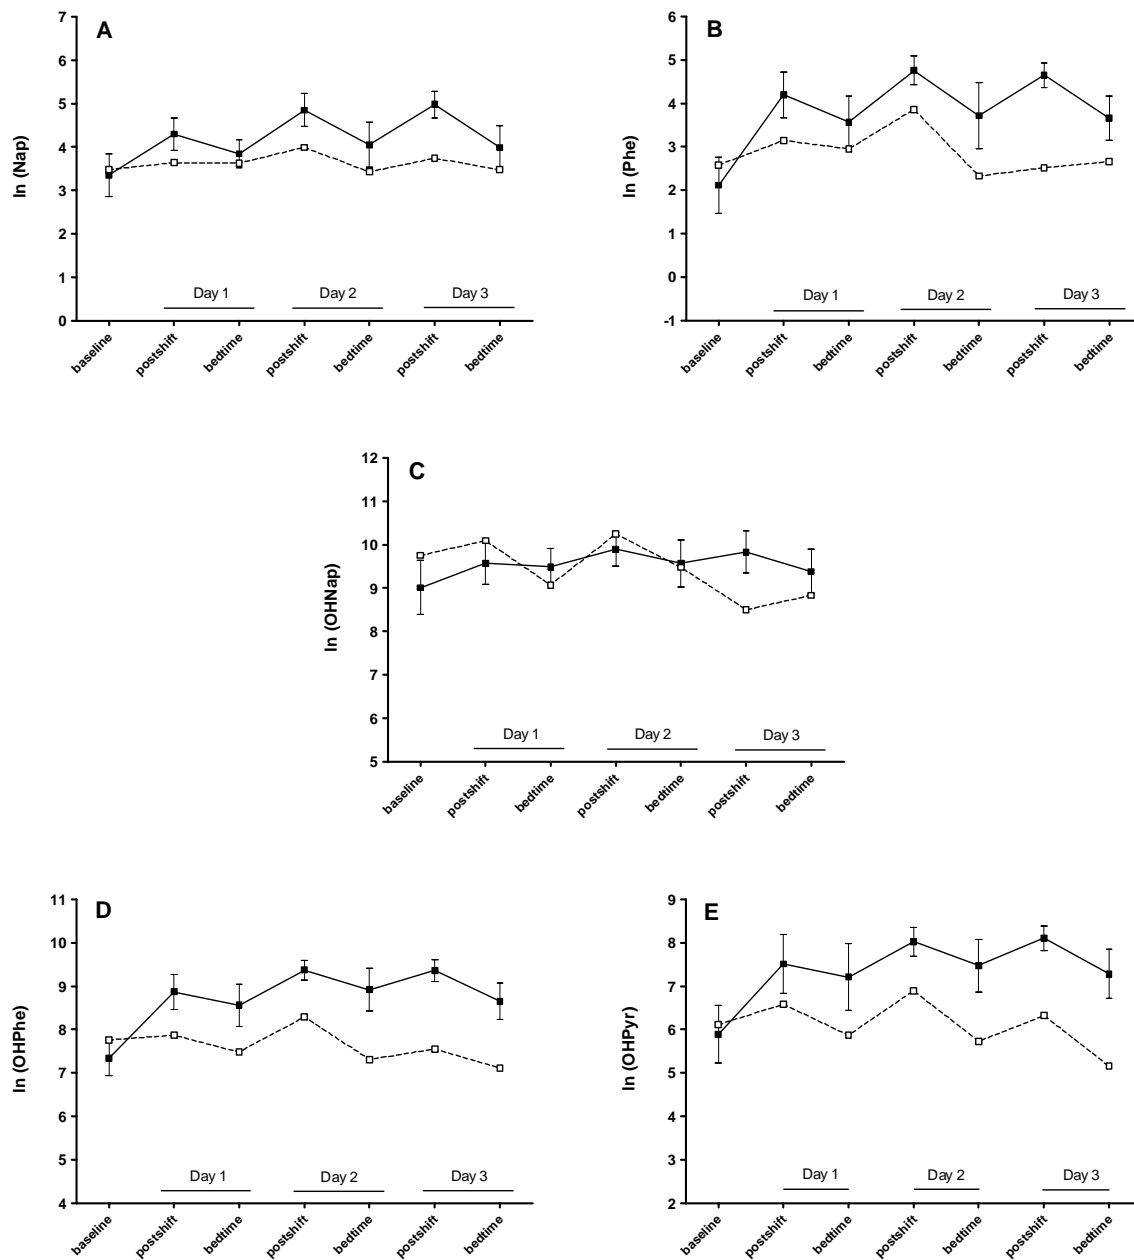 A
ln (Nap)
7
6
5
4
3
2
1
0
Day 1
Day 2
Day 3
baseline
postshift
bedtime
postshift
bedtime
postshift
bedtime
B
ln (Phe)
6
5
4
3
2
1
0
-1
Day 1
Day 2
Day 3
baseline
postshift
bedtime
postshift
bedtime
postshift
bedtime
C
ln (OHNap)
12
11
10
9
8
7
6
5
Day 1
Day 2
Day 3
baseline
postshift
bedtime
postshift
bedtime
postshift
bedtime
D
ln (OHPhe)
11
10
9
8
7
6
5
4
Day 1
Day 2
Day 3
baseline
postshift
bedtime
postshift
bedtime
postshift
bedtime
E
ln (OHPyr)
9
8
7
6
5
4
3
2
Day 1
Day 2
Day 3
baseline
postshift
bedtime
postshift
bedtime
postshift
bedtime